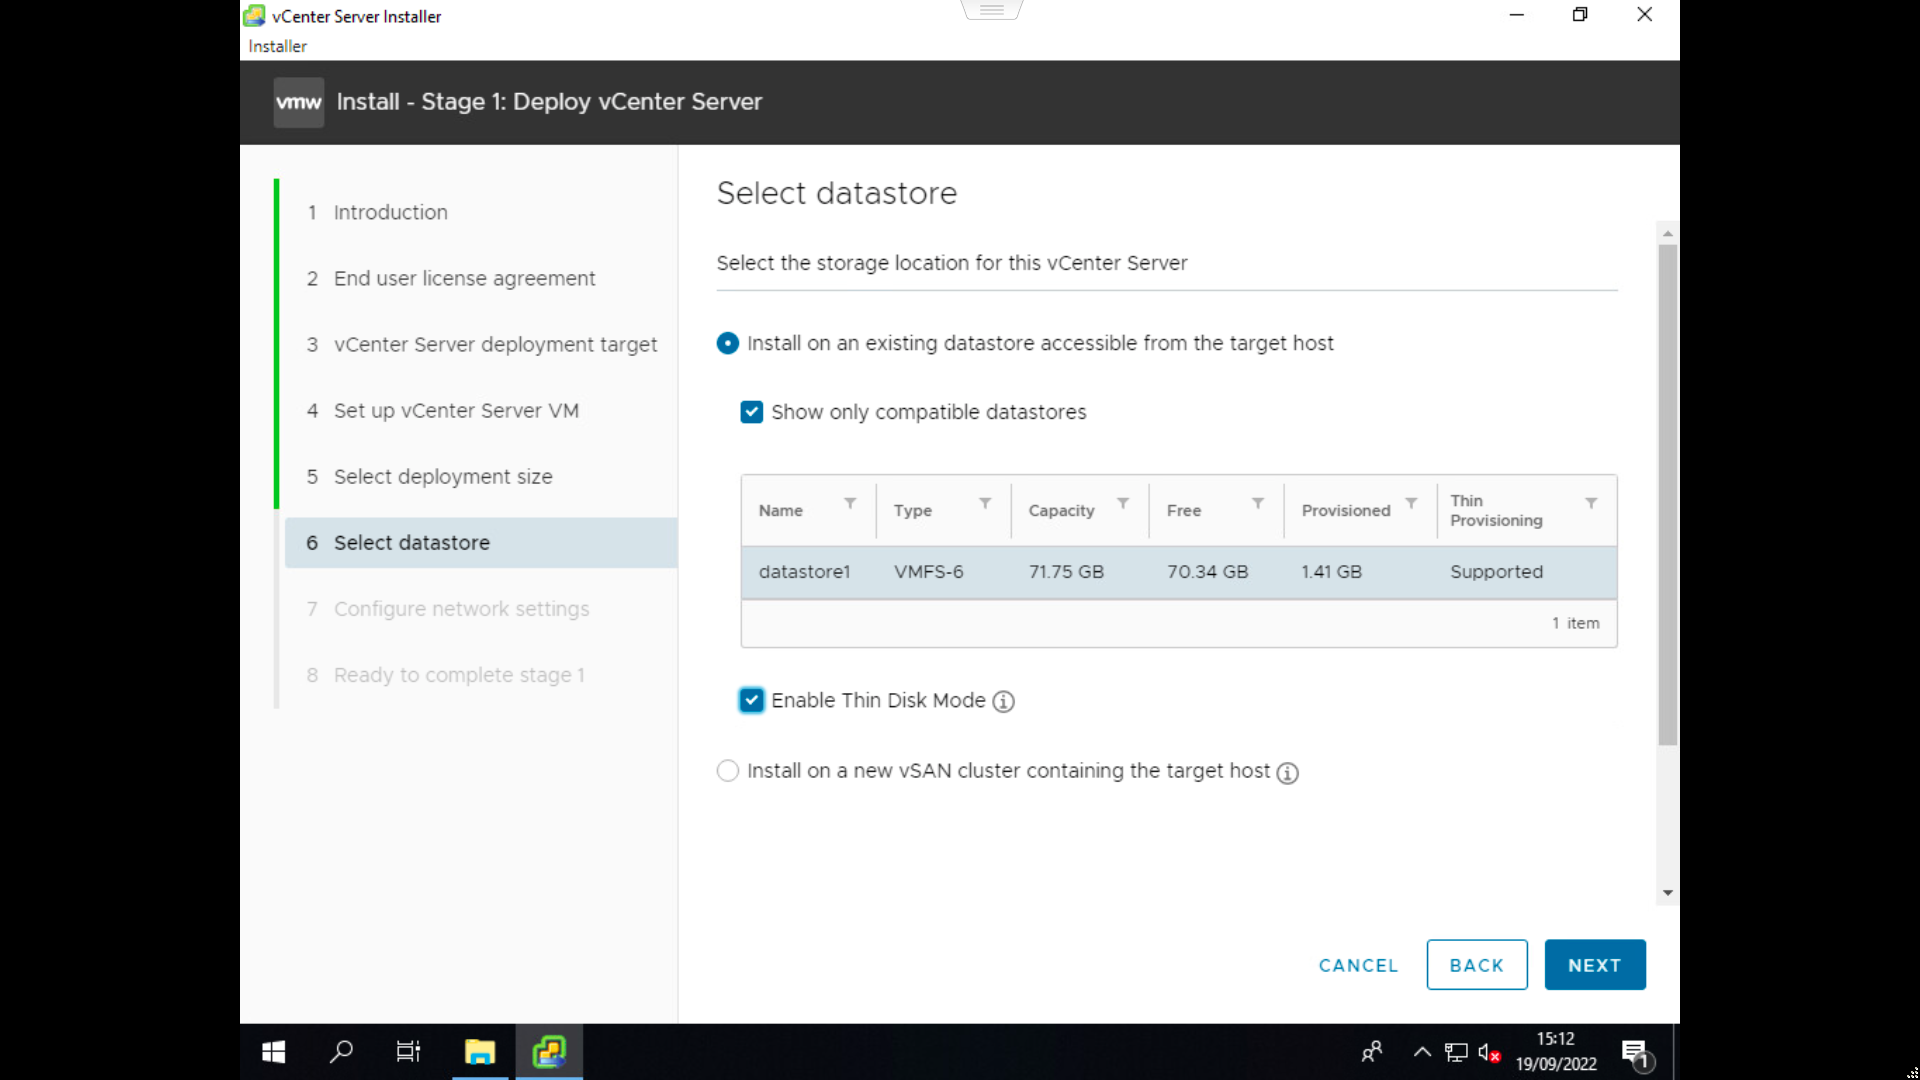 vCenter Server Installer
Installer
vmw Install - Stage 1: Deploy vCenter Server
1 Introduction
2 End user license agreement
3 vCenter Server deployment target
4 Set up vCenter Server VM
5 Select deployment size
6 Select datastore
7 Configure network settings
8 Ready to complete stage 1
Select datastore
Select the storage location for this vCenter Server
Install on an existing datastore accessible from the target host
Show only compatible datastores
Name Type Capacity Free Provisioned Thin Provisioning
datastore1 VMFS-6 71.75 GB 70.34 GB 1.41 GB Supported
1 item
Enable Thin Disk Mode
Install on a new vSAN cluster containing the target host
CANCEL BACK NEXT
15:12
19/09/2022
1